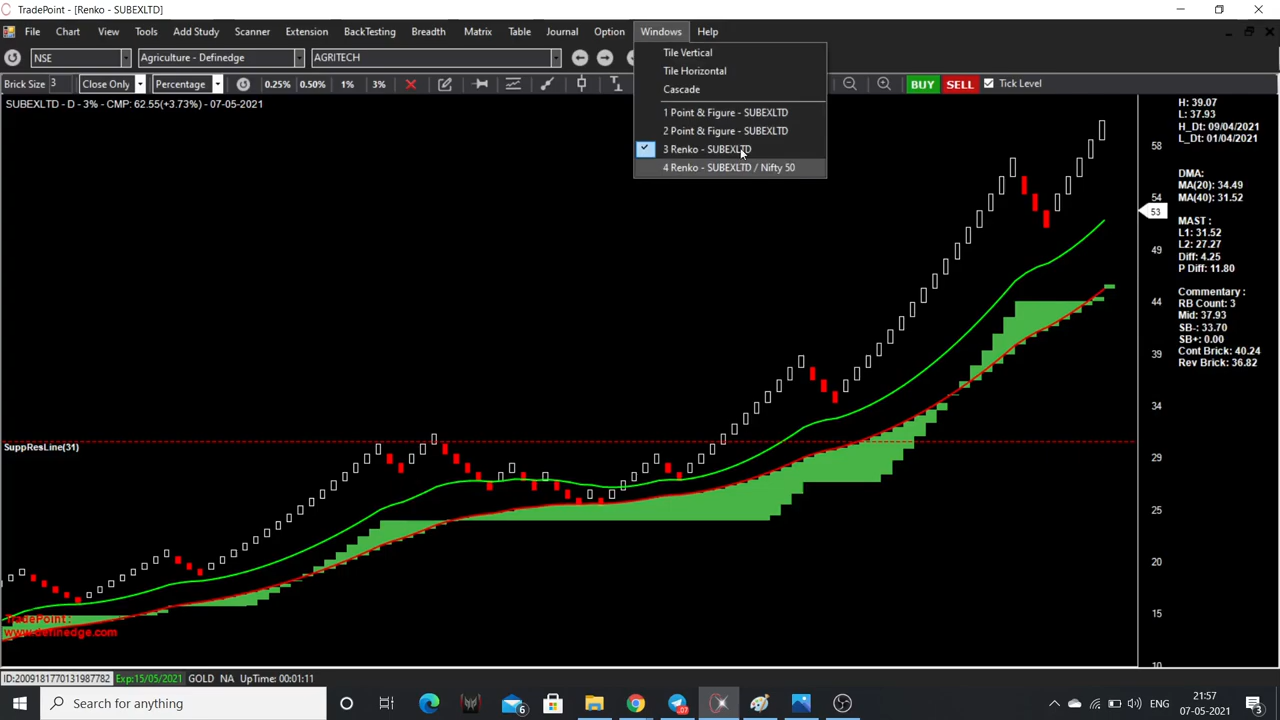 TradePoint - [Renko - SUBEXLTD]
File Chart View Tools Add Study Scanner Extension BackTesting Breadth Matrix Table Journal Option Windows Help
NSE Agriculture - Definedge AGRITECH
Brick Size 3 Close Only Percentage 0.25% 0.50% 1% 3% BUY SELL Tick Level
SUBEXLTD - D - 3% - CMP: 62.55(+3.73%) - 07-05-2021
Tile Vertical
Tile Horizontal
Cascade
1 Point & Figure - SUBEXLTD
2 Point & Figure - SUBEXLTD
3 Renko - SUBEXLTD
4 Renko - SUBEXLTD / Nifty 50
58
54
53
49
44
39
34
29
25
20
15
10
H: 39.07
L: 37.93
H_Dt: 09/04/2021
L_Dt: 01/04/2021
DMA:
MA(20): 34.49
MA(40): 31.52
MAST :
L1: 31.52
L2: 27.27
Diff: 4.25
P Diff: 11.80
Commentary :
RB Count: 3
Mid: 37.93
SB-: 33.70
SB+: 0.00
Cont Brick: 40.24
Rev Brick: 36.82
SuppResLine(31)
TradePoint :
www.definedge.com
ID:2009181770131987782 Exp:15/05/2021 GOLD NA UpTime: 00:01:11
Search for anything
6
07
ENG
21:57
07-05-2021
3